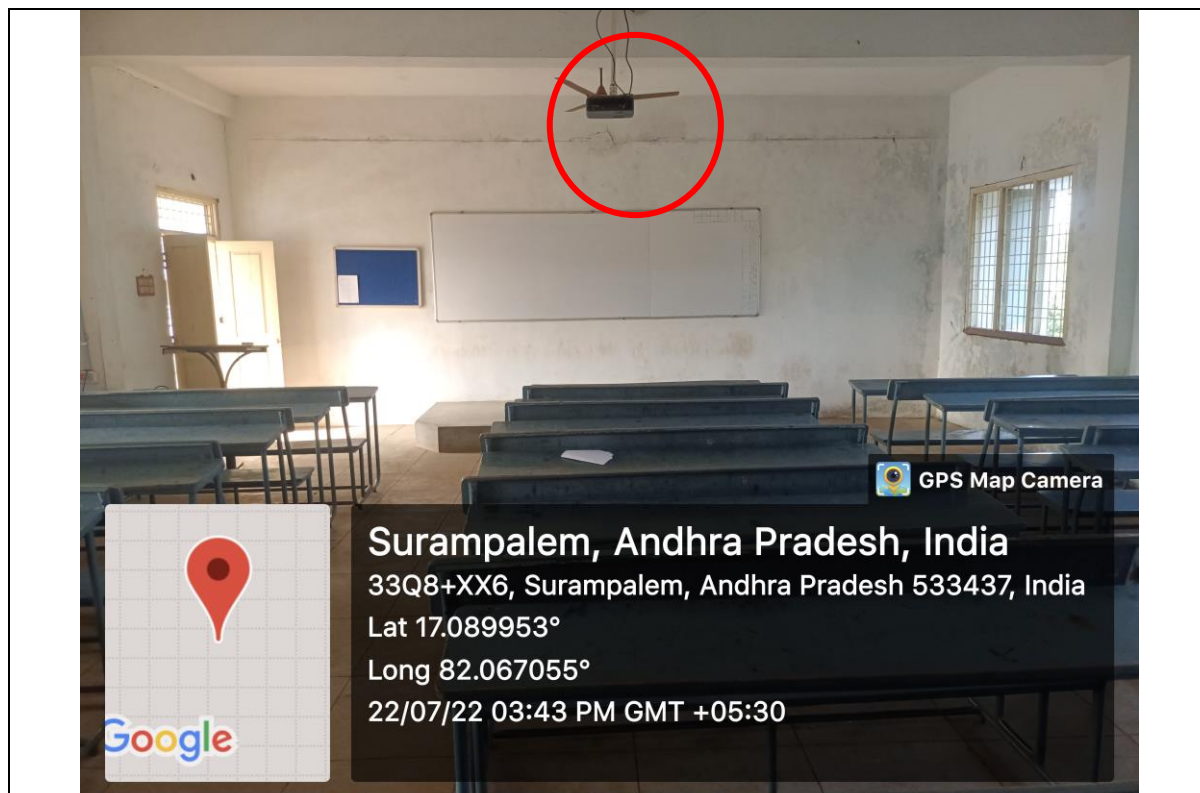 GPS Map Camera
Surampalem, Andhra Pradesh, India
33Q8+XX6, Surampalem, Andhra Pradesh 533437, India
Lat 17.089953°
Long 82.067055°
22/07/22 03:43 PM GMT +05:30
Google